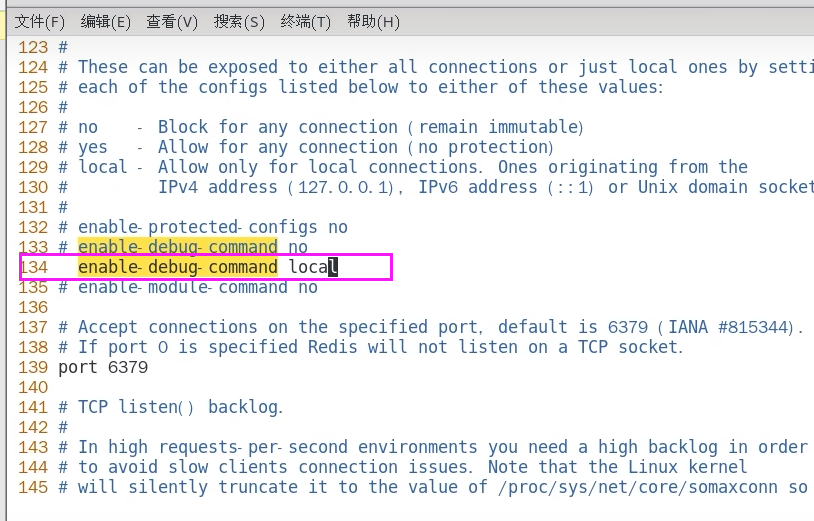 文件(F) 编辑(E) 查看(V) 搜索(S) 终端(T) 帮助(H)
123 #
124 # These can be exposed to either all connections or just local ones by setti
125 # each of the configs listed below to either of these values:
126 #
127 # no    - Block for any connection (remain immutable)
128 # yes   - Allow for any connection (no protection)
129 # local - Allow only for local connections. Ones originating from the
130 #         IPv4 address (127.0.0.1), IPv6 address (::1) or Unix domain socket
131 #
132 # enable-protected-configs no
133 # enable-debug-command no
134   enable-debug-command local
135 # enable-module-command no
136
137 # Accept connections on the specified port, default is 6379 (IANA #815344).
138 # If port 0 is specified Redis will not listen on a TCP socket.
139 port 6379
140
141 # TCP listen() backlog.
142 #
143 # In high requests-per-second environments you need a high backlog in order
144 # to avoid slow clients connection issues. Note that the Linux kernel
145 # will silently truncate it to the value of /proc/sys/net/core/somaxconn so